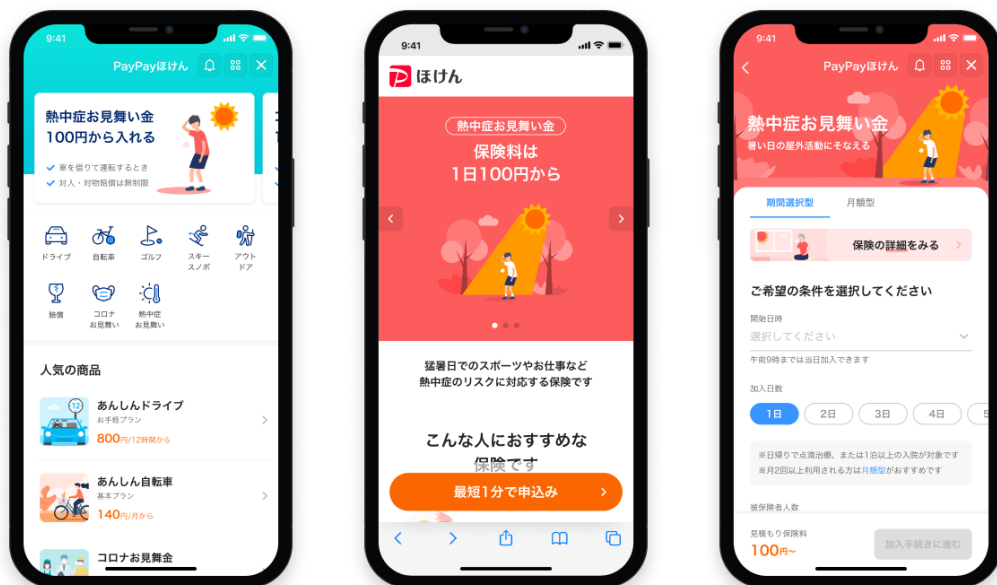 9:41
PayPayほけん
熱中症お見舞い金
100円から入れる
車を借りて運転するとき
対人・対物賠償は無制限
ドライブ
自転車
ゴルフ
スキー
スノボ
アウト
ドア
賠償
コロナ
お見舞い
熱中症
お見舞い
人気の商品
12
あんしんドライブ
お手軽プラン
800円/12時間から
あんしん自転車
基本プラン
140円/月から
コロナお見舞金
9:41
P ほけん
熱中症お見舞い金
保険料は
1日100円から
猛暑日でのスポーツやお仕事など
熱中症のリスクに対応する保険です
こんな人におすすめな
保険です
最短1分で申込み
9:41
PayPayほけん
熱中症お見舞い金
暑い日の屋外活動にそなえる
期間選択型
月額型
保険の詳細をみる
ご希望の条件を選択してください
開始日時
選択してください
午前9時までは当日加入できます
加入日数
1日
2日
3日
4日
5
※日帰りで点滴治療、または1泊以上の入院が対象です
※月2回以上利用される方は月額型がおすすめです
被保険者人数
見積もり保険料
100円~
加入手続きに進む